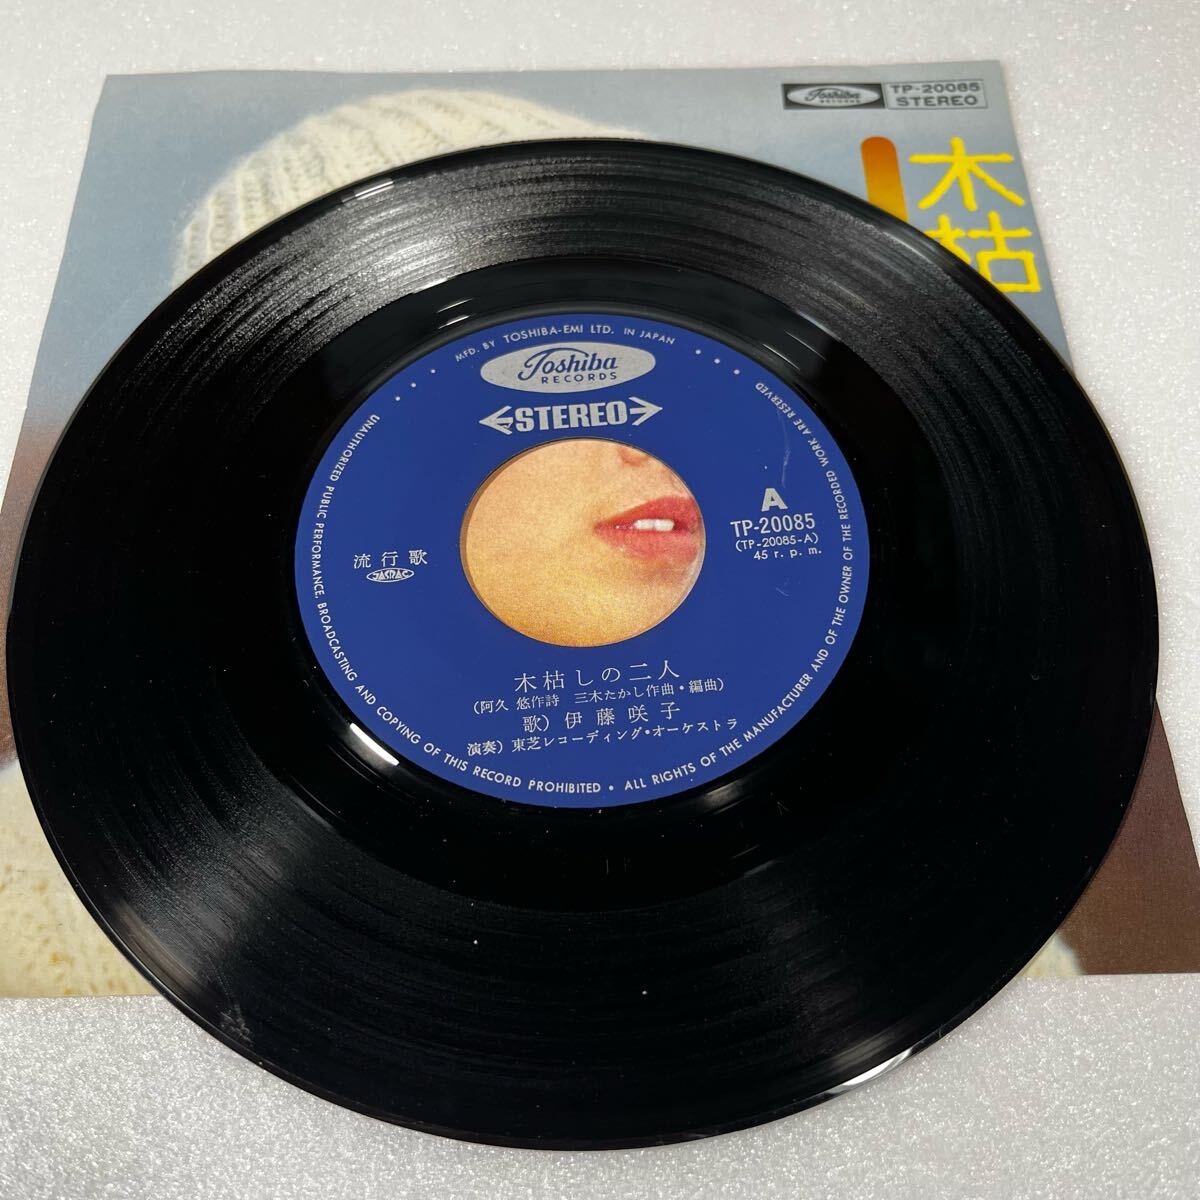 Toshiba
RECORDS
TP-20085
STEREO
木枯
MFD. BY TOSHIBA-EMI LTD. IN JAPAN
Toshiba
RECORDS
STEREO
A
TP-20085
(TP-20085-A)
45 r.p.m.
流行歌
JASRAC
木枯しの二人
(阿久 悠作詩 三木たかし作曲・編曲)
歌) 伊藤咲子
演奏) 東芝レコーディング・オーケストラ
UNAUTHORIZED PUBLIC PERFORMANCE, BROADCASTING AND COPYING OF THIS RECORD PROHIBITED • ALL RIGHTS OF THE MANUFACTURER AND OF THE OWNER OF THE RECORDED WORK ARE RESERVED